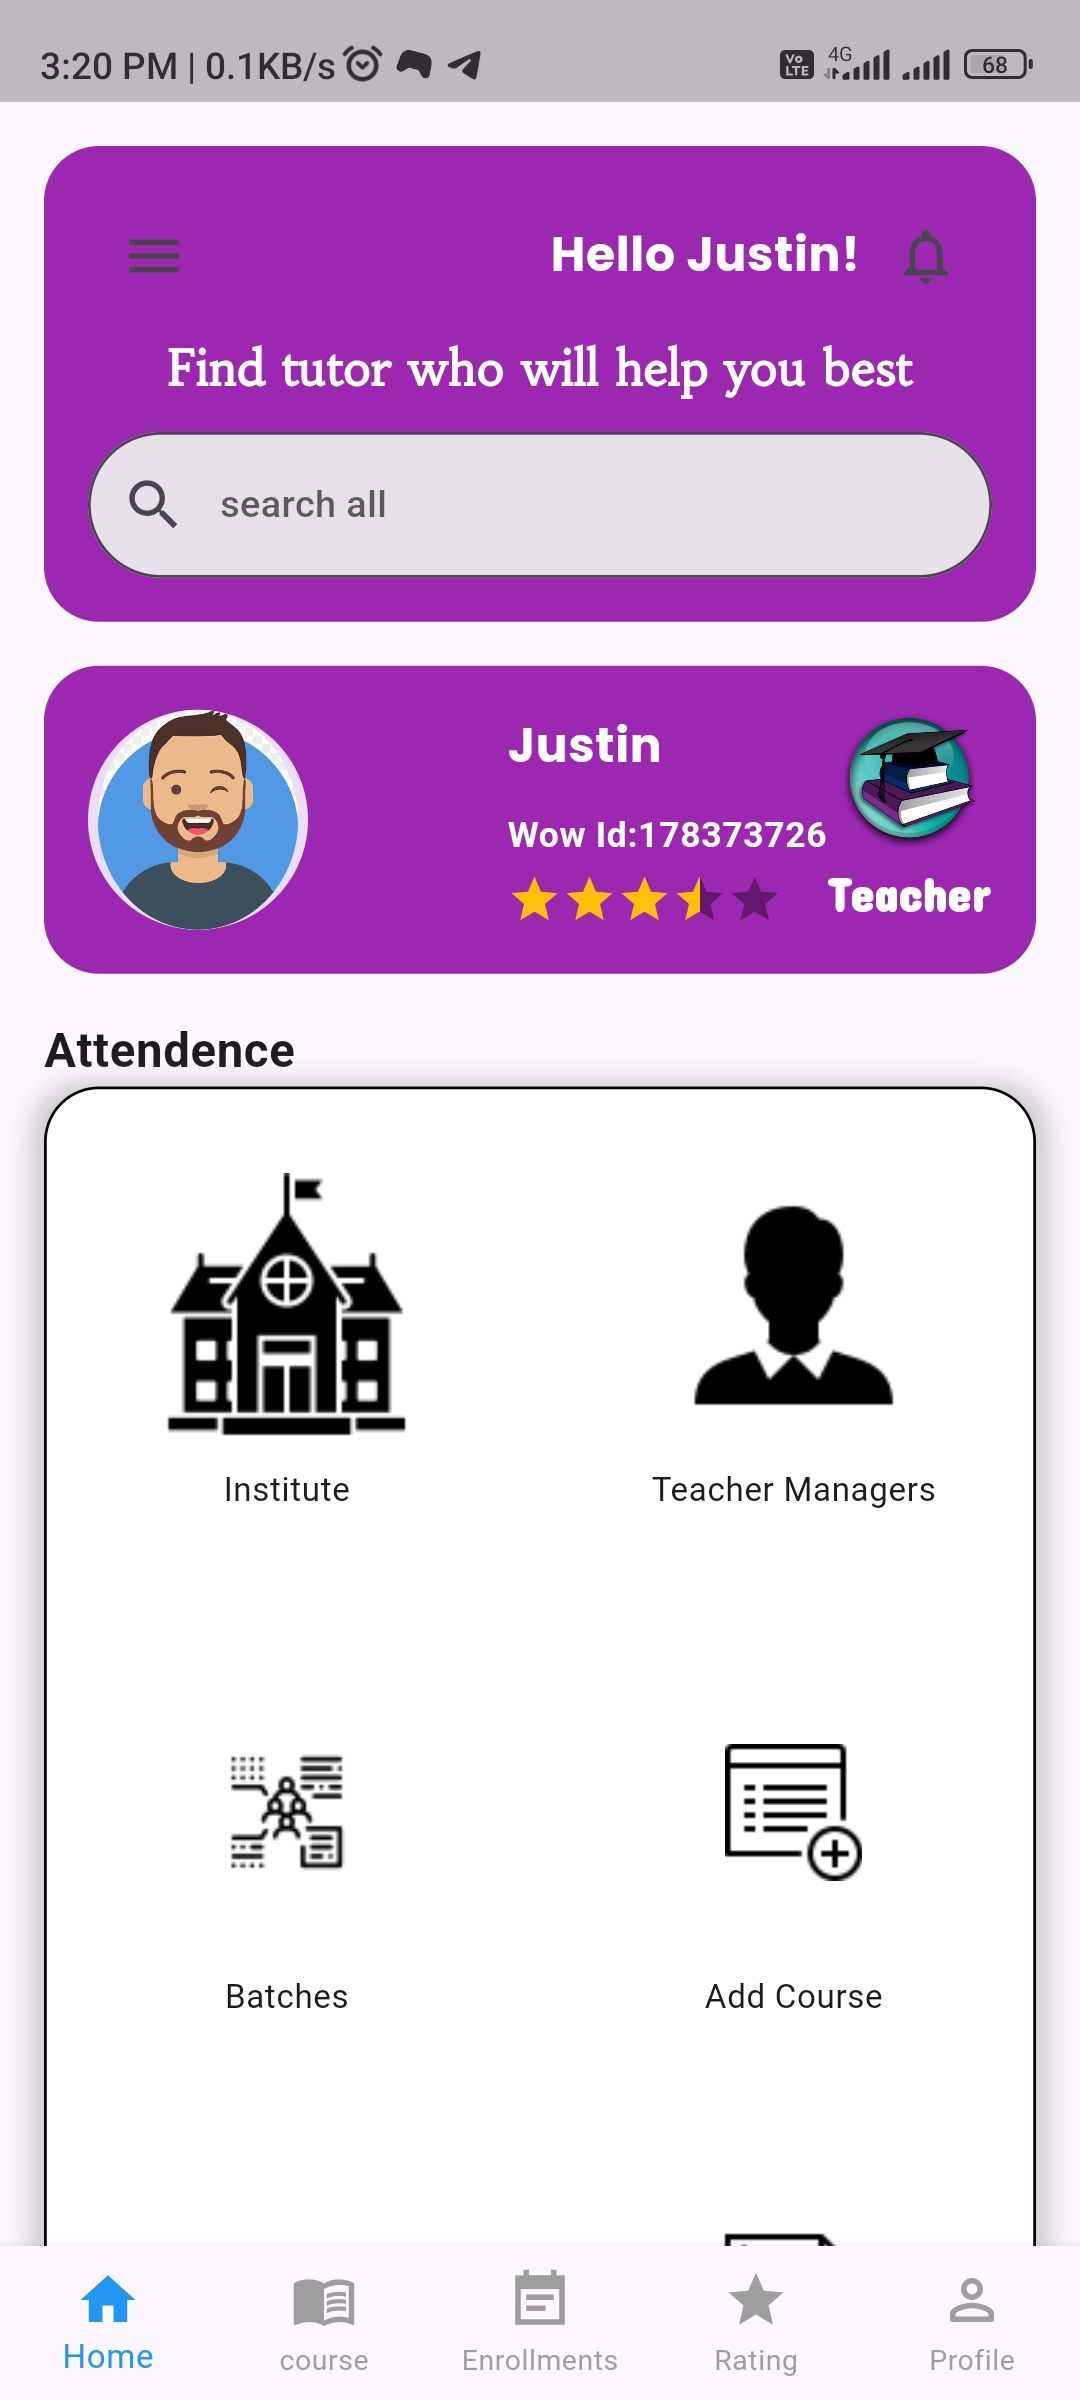 3:20 PM | 0.1KB/s
Vo LTE
4G
68
Hello Justin!
Find tutor who will help you best
search all
Justin
Wow Id:178373726
Teacher
Attendence
Institute
Teacher Managers
Batches
Add Course
Home
course
Enrollments
Rating
Profile